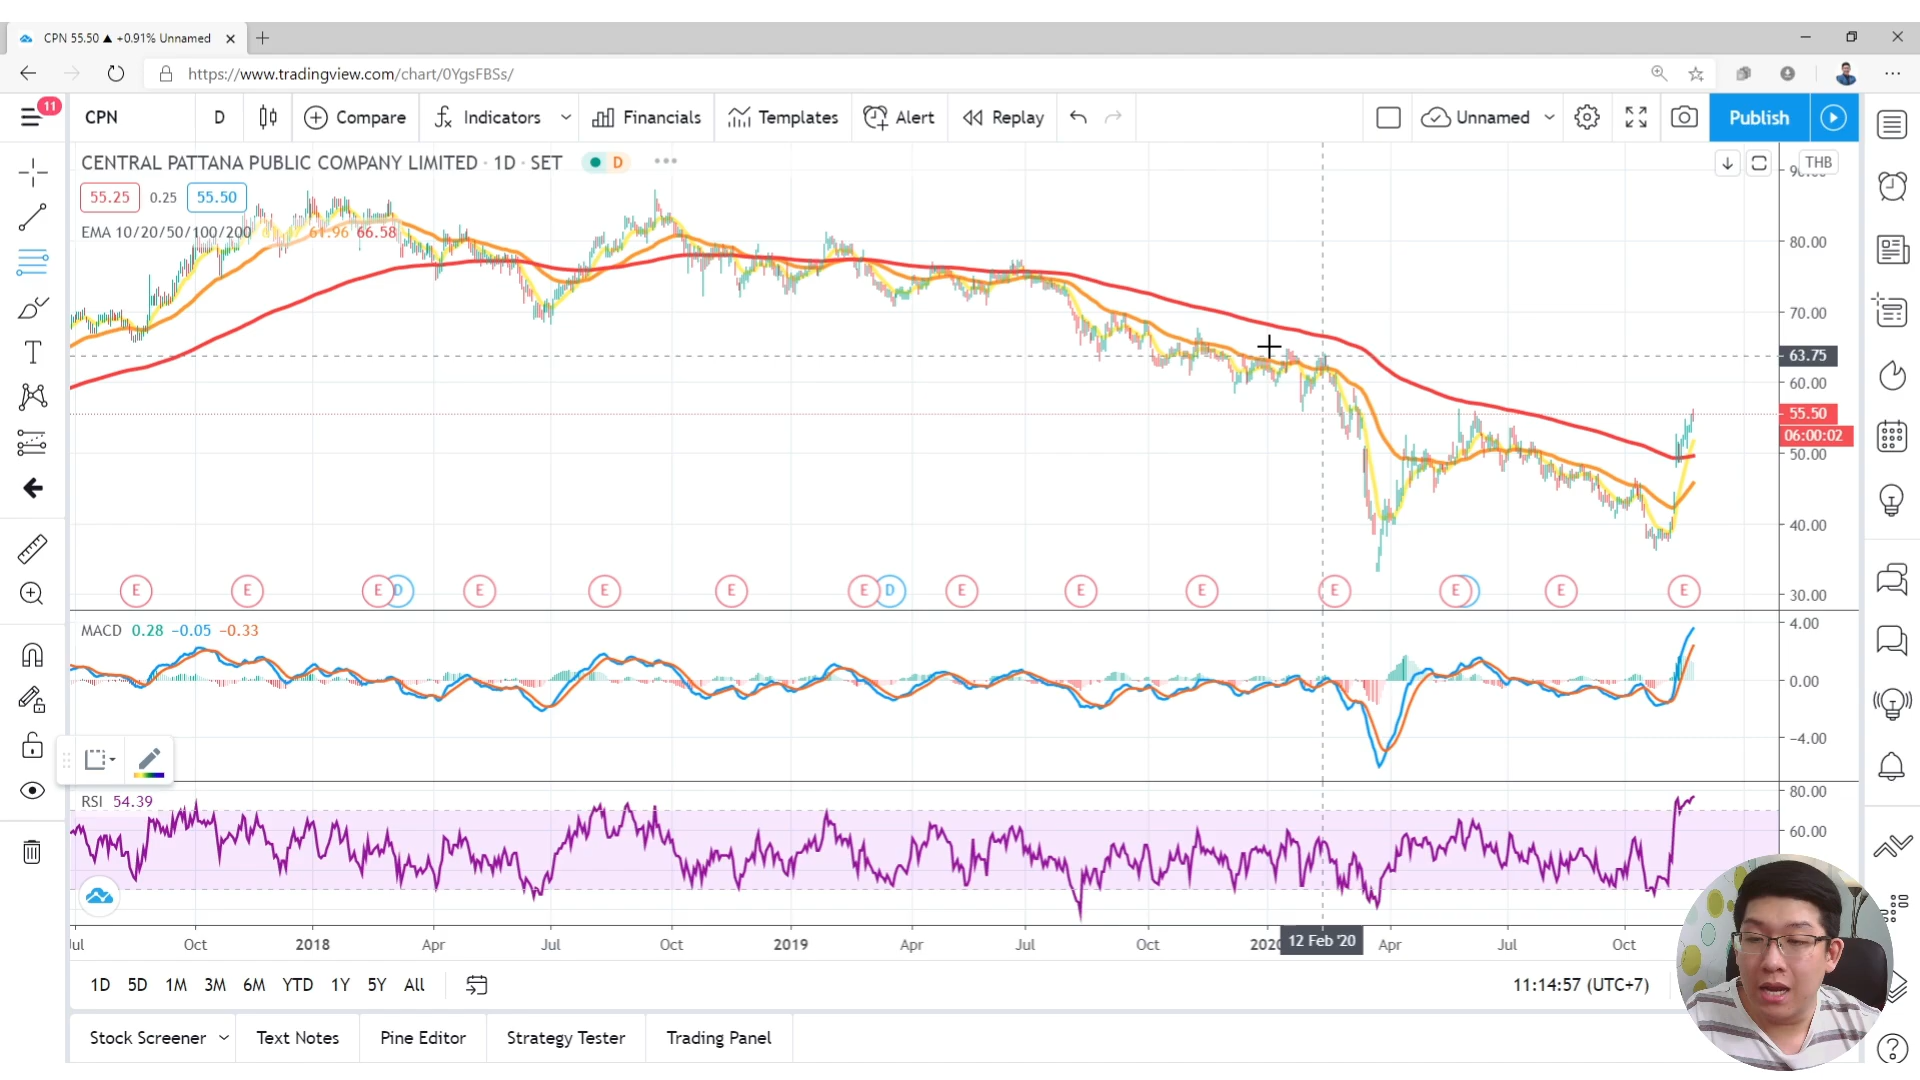 CPN 55.50 ▲ +0.91% Unnamed
https://www.tradingview.com/chart/0YgsFBSs/
11
CPN D Compare Indicators Financials Templates Alert Replay Unnamed Publish
CENTRAL PATTANA PUBLIC COMPANY LIMITED · 1D · SET D
THB
55.25 0.25 55.50
EMA 10/20/50/100/200 61.96 66.58
80.00
70.00
63.75
60.00
55.50
06:00:02
50.00
40.00
30.00
E E E D E E E E D E E E E E E E
MACD 0.28 −0.05 −0.33
4.00
0.00
−4.00
RSI 54.39
80.00
60.00
Oct 2018 Apr Jul Oct 2019 Apr Jul Oct 12 Feb '20 Apr Jul Oct
1D 5D 1M 3M 6M YTD 1Y 5Y All
11:14:57 (UTC+7)
Stock Screener Text Notes Pine Editor Strategy Tester Trading Panel